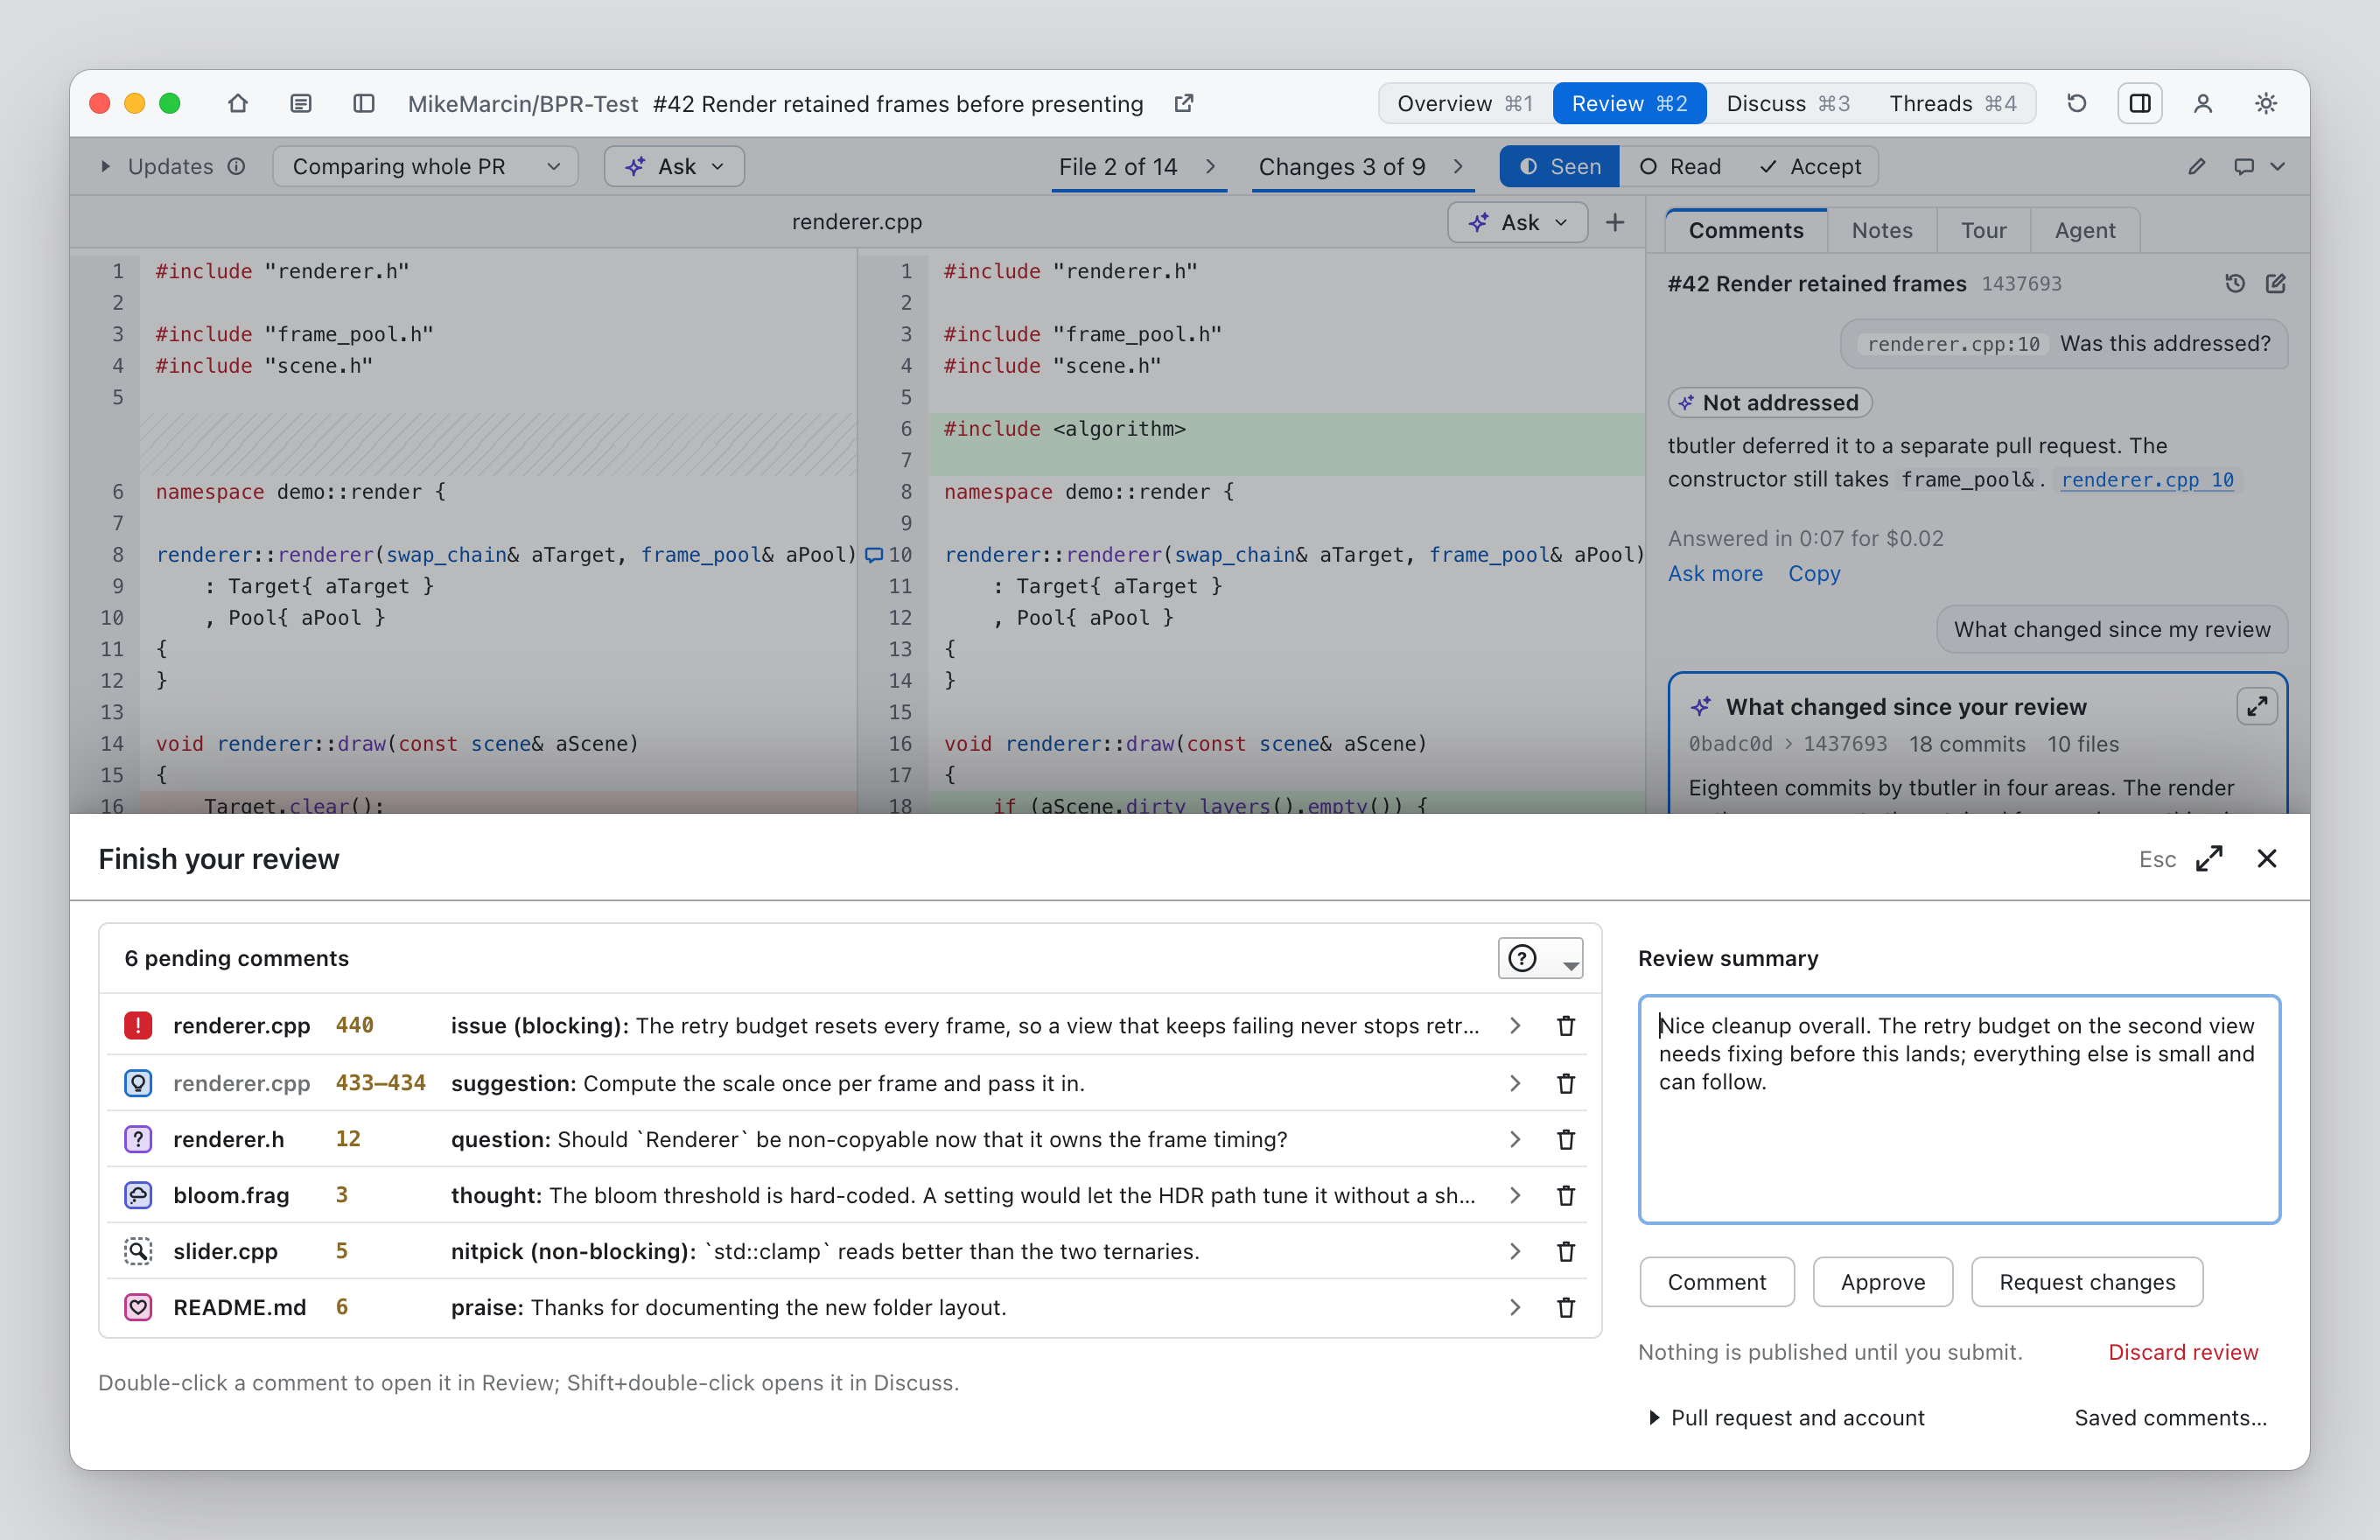 MikeMarcin/BPR-Test #42 Render retained frames before presenting
Overview ⌘1 Review ⌘2 Discuss ⌘3 Threads ⌘4
Updates Comparing whole PR Ask File 2 of 14 Changes 3 of 9 Seen Read Accept
renderer.cpp Ask
1 #include "renderer.h"
2
3 #include "frame_pool.h"
4 #include "scene.h"
5
6 namespace demo::render {
7
8 renderer::renderer(swap_chain& aTarget, frame_pool& aPool)
9 : Target{ aTarget }
10 , Pool{ aPool }
11 {
12 }
13
14 void renderer::draw(const scene& aScene)
15 {
16 Target.clear();
1 #include "renderer.h"
2
3 #include "frame_pool.h"
4 #include "scene.h"
5
6 #include <algorithm>
7
8 namespace demo::render {
9
10 renderer::renderer(swap_chain& aTarget, frame_pool& aPool)
11 : Target{ aTarget }
12 , Pool{ aPool }
13 {
14 }
15
16 void renderer::draw(const scene& aScene)
17 {
18 if (aScene.dirty_layers().empty()) {
Comments Notes Tour Agent
#42 Render retained frames 1437693
renderer.cpp:10 Was this addressed?
Not addressed
tbutler deferred it to a separate pull request. The
constructor still takes frame_pool& . renderer.cpp 10
Answered in 0:07 for $0.02
Ask more Copy
What changed since my review
What changed since your review
0badc0d > 1437693 18 commits 10 files
Eighteen commits by tbutler in four areas. The render
Finish your review
Esc
6 pending comments
renderer.cpp 440 issue (blocking): The retry budget resets every frame, so a view that keeps failing never stops retr...
renderer.cpp 433–434 suggestion: Compute the scale once per frame and pass it in.
renderer.h 12 question: Should `Renderer` be non-copyable now that it owns the frame timing?
bloom.frag 3 thought: The bloom threshold is hard-coded. A setting would let the HDR path tune it without a sh...
slider.cpp 5 nitpick (non-blocking): `std::clamp` reads better than the two ternaries.
README.md 6 praise: Thanks for documenting the new folder layout.
Double-click a comment to open it in Review; Shift+double-click opens it in Discuss.
Review summary
Nice cleanup overall. The retry budget on the second view
needs fixing before this lands; everything else is small and
can follow.
Comment Approve Request changes
Nothing is published until you submit. Discard review
Pull request and account Saved comments...